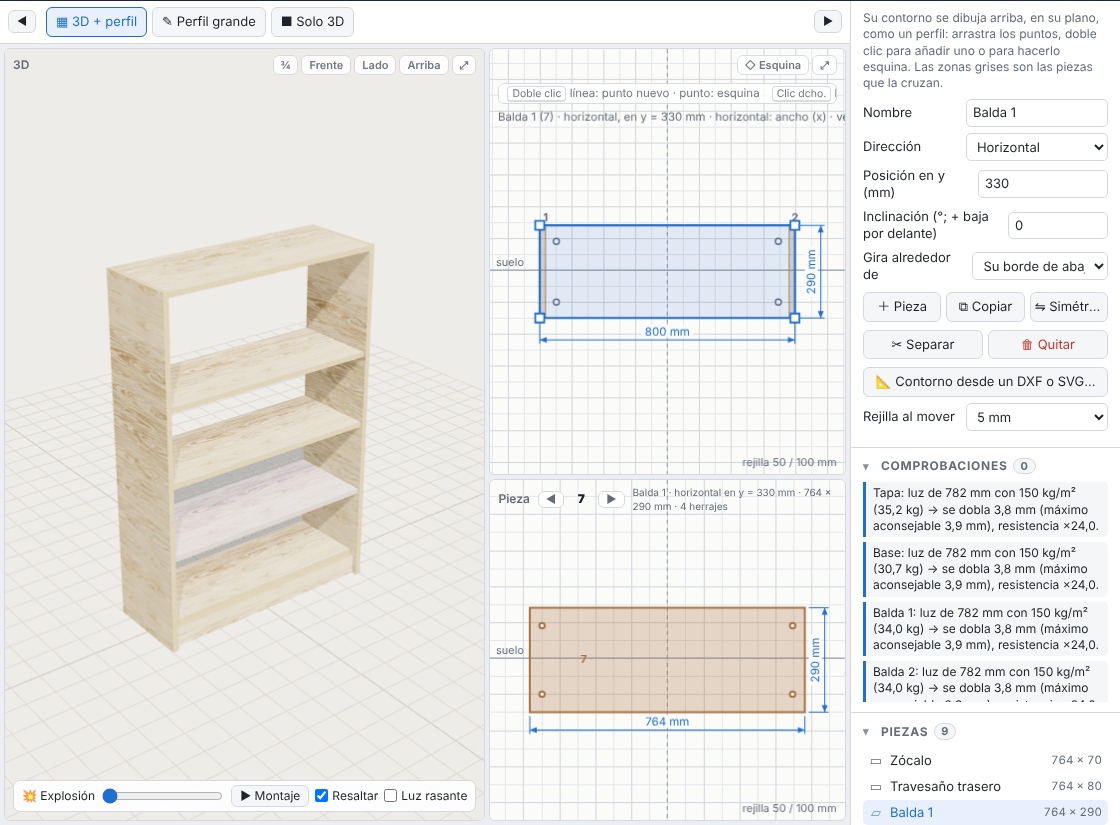 ◀ ▦ 3D + perfil ✎ Perfil grande ■ Solo 3D ▶
3D ¾ Frente Lado Arriba ⤢
💥 Explosión ▶ Montaje Resaltar Luz rasante
◇ Esquina ⤢
Doble clic línea: punto nuevo · punto: esquina Clic dcho.
Balda 1 (7) · horizontal, en y = 330 mm · horizontal: ancho (x) ·
1 2
suelo
290 mm
800 mm
rejilla 50 / 100 mm
Pieza ◀ 7 ▶
Balda 1 · horizontal en y = 330 mm · 764 ×
290 mm · 4 herrajes
suelo
7
290 mm
764 mm
rejilla 50 / 100 mm
Su contorno se dibuja arriba, en su plano,
como un perfil: arrastra los puntos, doble
clic para añadir uno o para hacerlo
esquina. Las zonas grises son las piezas
que la cruzan.
Nombre Balda 1
Dirección Horizontal
Posición en y
(mm) 330
Inclinación (°; + baja
por delante) 0
Gira alrededor
de Su borde de aba
＋ Pieza ⧉ Copiar ⇋ Simétr...
✂ Separar 🗑 Quitar
📐 Contorno desde un DXF o SVG...
Rejilla al mover 5 mm
▼ COMPROBACIONES 0
Tapa: luz de 782 mm con 150 kg/m²
(35,2 kg) → se dobla 3,8 mm (máximo
aconsejable 3,9 mm), resistencia ×24,0.
Base: luz de 782 mm con 150 kg/m²
(30,7 kg) → se dobla 3,8 mm (máximo
aconsejable 3,9 mm), resistencia ×24,0.
Balda 1: luz de 782 mm con 150 kg/m²
(34,0 kg) → se dobla 3,8 mm (máximo
aconsejable 3,9 mm), resistencia ×24,0.
Balda 2: luz de 782 mm con 150 kg/m²
(34,0 kg) → se dobla 3,8 mm (máximo
▼ PIEZAS 9
▭ Zócalo 764 × 70
▭ Travesaño trasero 764 × 80
▱ Balda 1 764 × 290